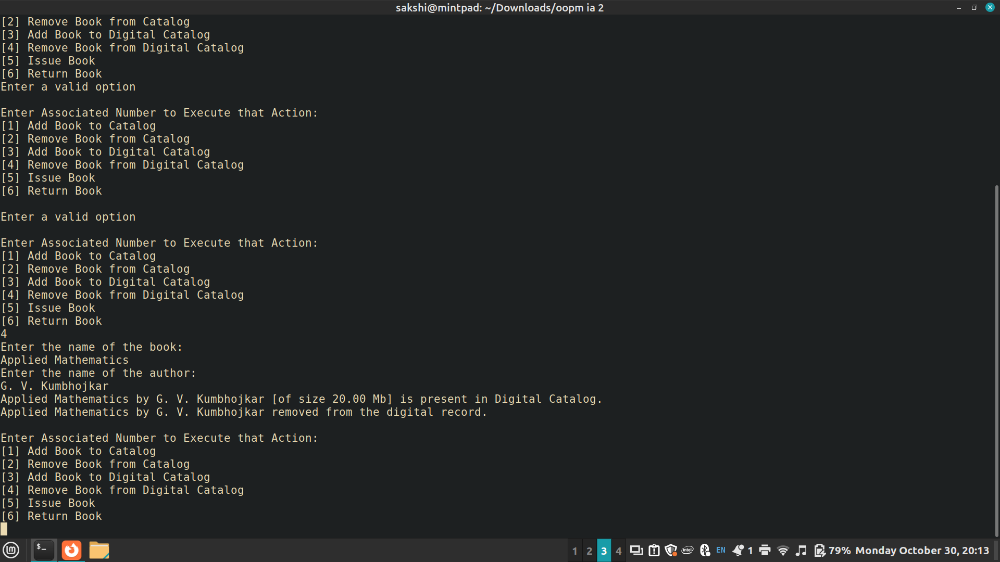 sakshi@mintpad: ~/Downloads/oopm ia 2
[2] Remove Book from Catalog
[3] Add Book to Digital Catalog
[4] Remove Book from Digital Catalog
[5] Issue Book
[6] Return Book
Enter a valid option
Enter Associated Number to Execute that Action:
[1] Add Book to Catalog
[2] Remove Book from Catalog
[3] Add Book to Digital Catalog
[4] Remove Book from Digital Catalog
[5] Issue Book
[6] Return Book
Enter a valid option
Enter Associated Number to Execute that Action:
[1] Add Book to Catalog
[2] Remove Book from Catalog
[3] Add Book to Digital Catalog
[4] Remove Book from Digital Catalog
[5] Issue Book
[6] Return Book
4
Enter the name of the book:
Applied Mathematics
Enter the name of the author:
G. V. Kumbhojkar
Applied Mathematics by G. V. Kumbhojkar [of size 20.00 Mb] is present in Digital Catalog.
Applied Mathematics by G. V. Kumbhojkar removed from the digital record.
Enter Associated Number to Execute that Action:
[1] Add Book to Catalog
[2] Remove Book from Catalog
[3] Add Book to Digital Catalog
[4] Remove Book from Digital Catalog
[5] Issue Book
[6] Return Book
$_ 1 2 3 4 intel EN 1 79% Monday October 30, 20:13